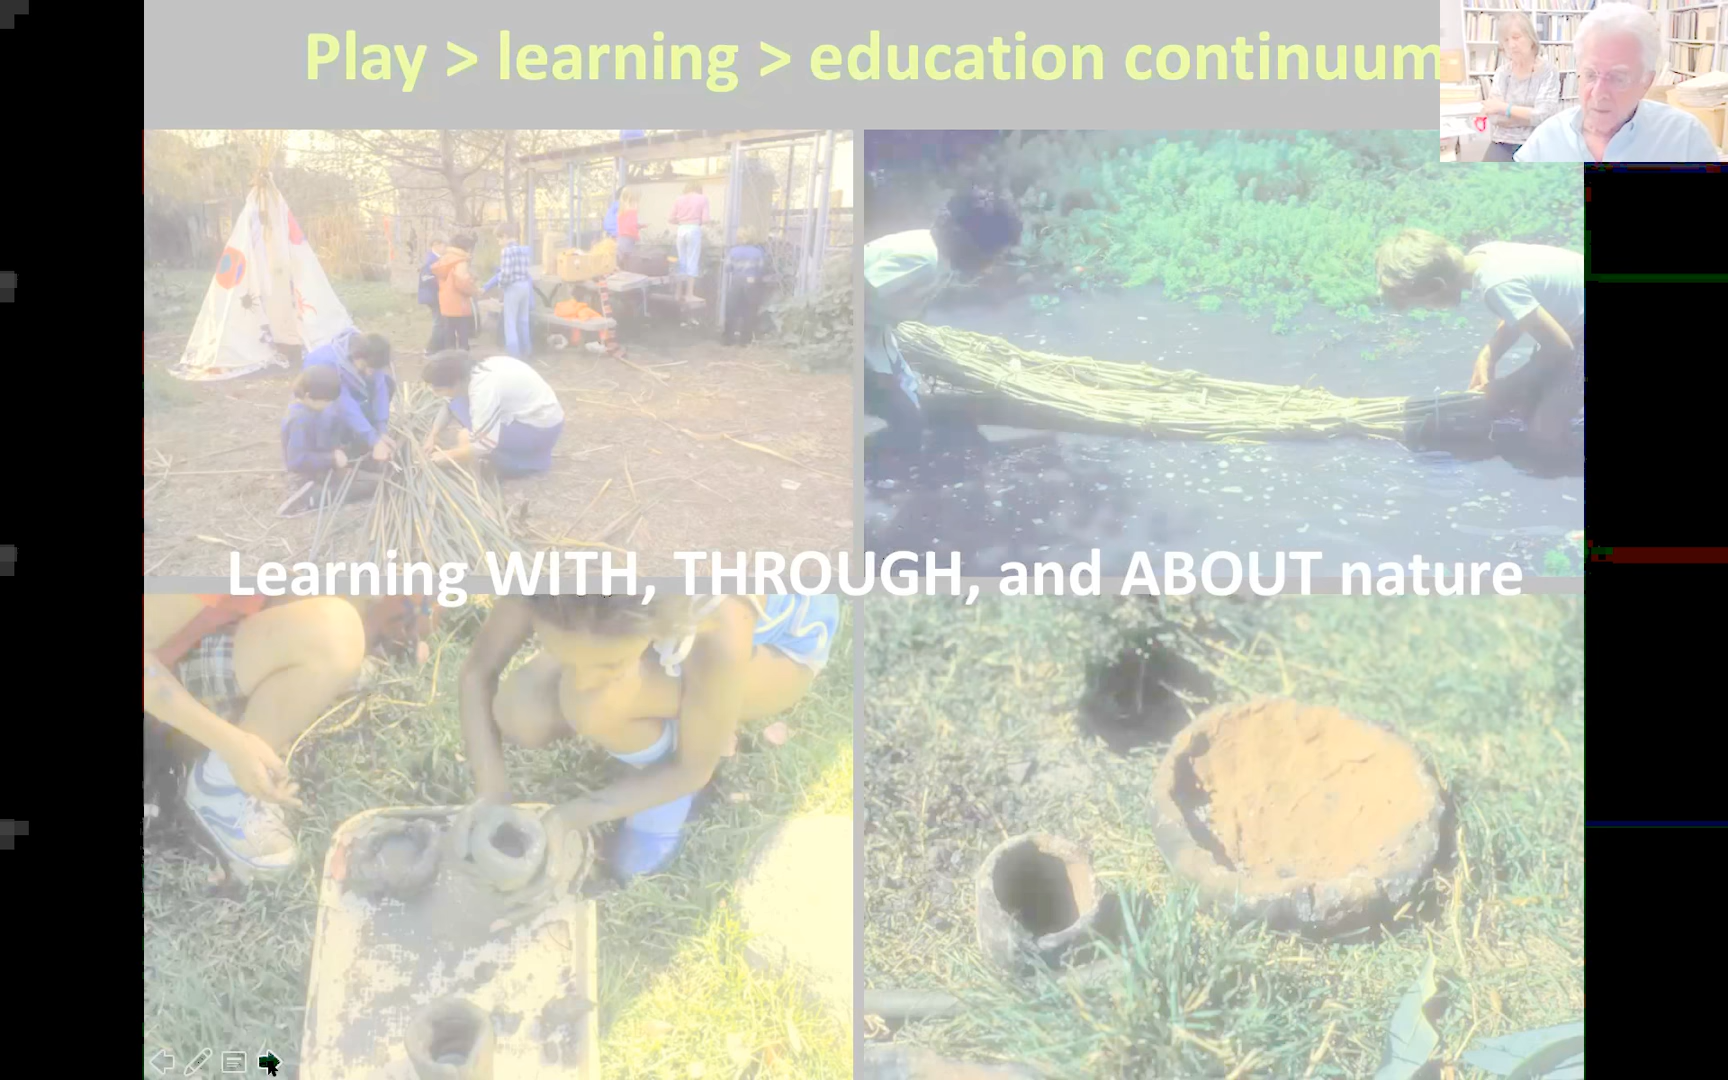 Play > learning > education continuum
Learning WITH, THROUGH, and ABOUT nature